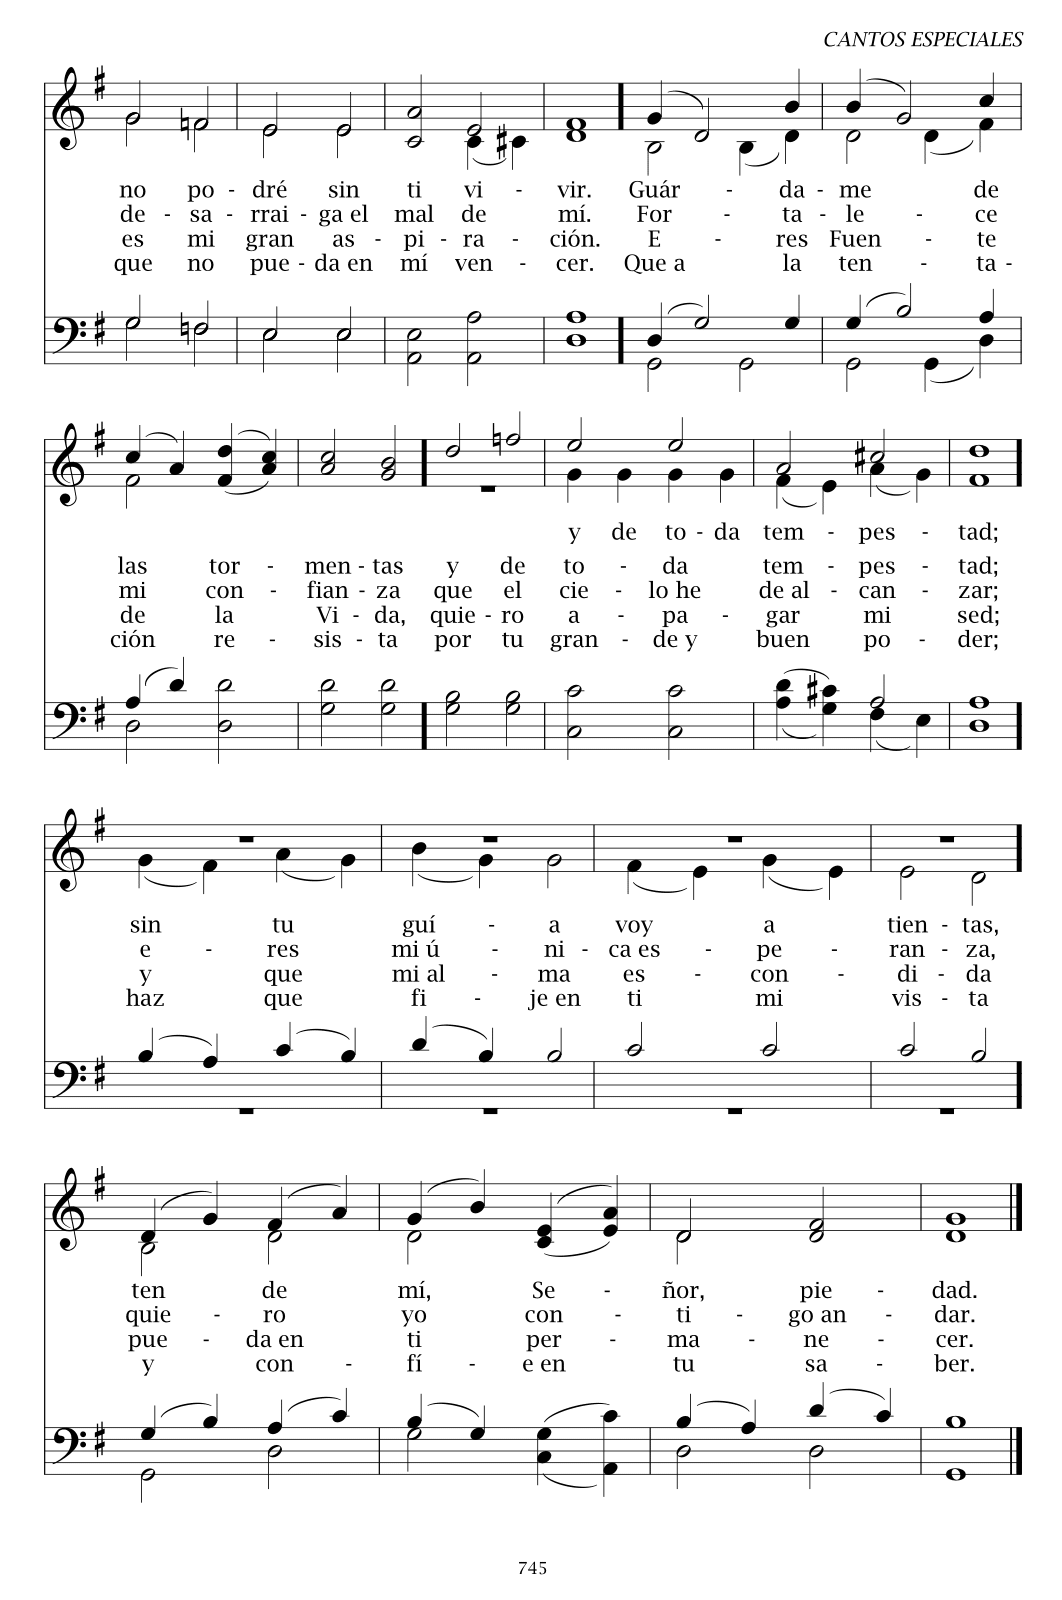 CANTOS ESPECIALES
no po - dré sin ti vi - vir. Guár - da - me de
de - sa - rrai - ga el mal de mí. For - ta - le - ce
es mi gran as - pi - ra - ción. E - res Fuen - te
que no pue - da en mí ven - cer. Que a la ten - ta -
y de to - da tem - pes - tad;
las tor - men - tas y de to - da tem - pes - tad;
mi con - fian - za que el cie - lo he de al - can - zar;
de la Vi - da, quie - ro a - pa - gar mi sed;
ción re - sis - ta por tu gran - de y buen po - der;
sin tu guí - a voy a tien - tas,
e - res mi ú - ni - ca es - pe - ran - za,
y que mi al - ma es - con - di - da
haz que fi - je en ti mi vis - ta
ten de mí, Se - ñor, pie - dad.
quie - ro yo con - ti - go an - dar.
pue - da en ti per - ma - ne - cer.
y con - fí - e en tu sa - ber.
745